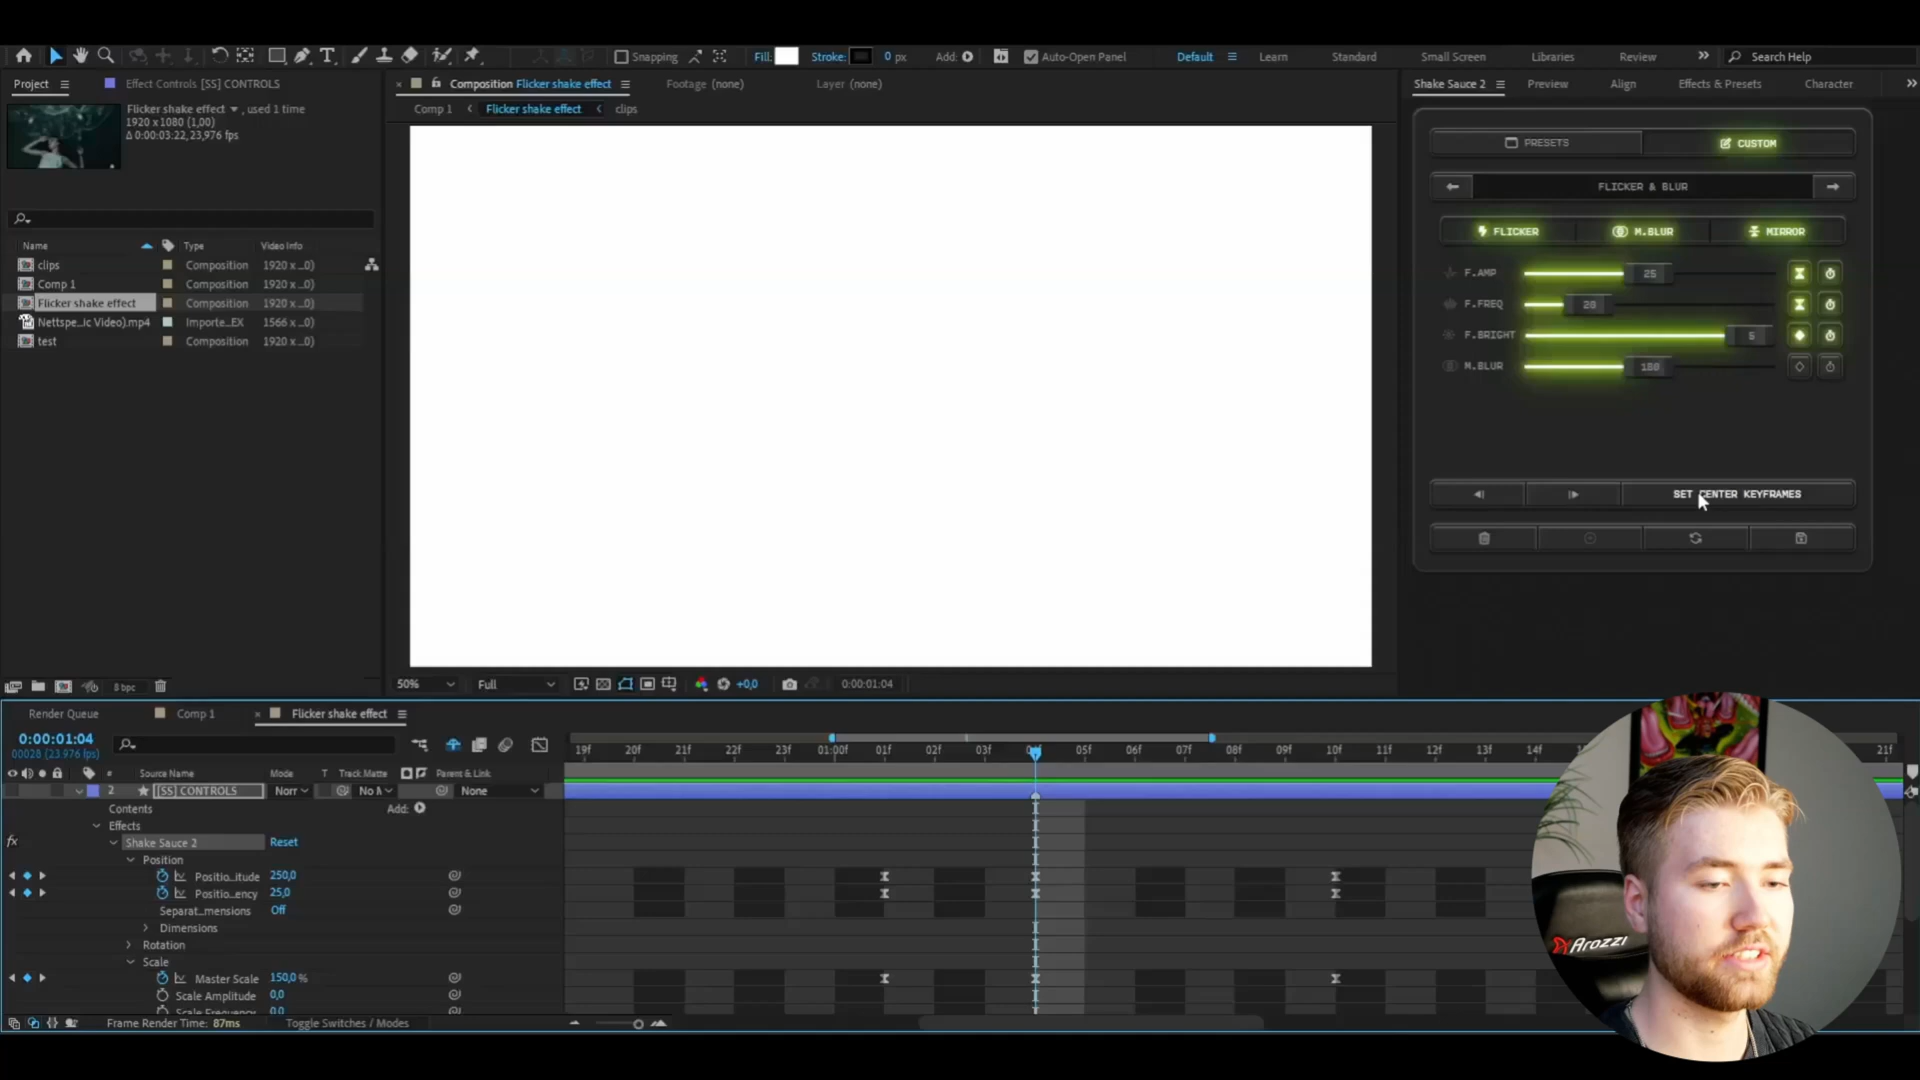 Snapping
Fill:
Stroke:
0 px
Add:
Auto-Open Panel
Default
Learn
Standard
Small Screen
Libraries
Review
Search Help
Project
Effect Controls [SS] CONTROLS
Composition Flicker shake effect
Footage (none)
Layer (none)
Shake Sauce 2
Preview
Align
Effects & Presets
Character
Flicker shake effect , used 1 time
1920 x 1080 (1,00)
Δ 0:00:03:22, 23,976 fps
Comp 1
Flicker shake effect
clips
PRESETS
CUSTOM
FLICKER & BLUR
FLICKER
M.BLUR
MIRROR
F.AMP
25
F.FREQ
20
F.BRIGHT
5
M.BLUR
180
SET CENTER KEYFRAMES
Name
Type
Video Info
clips
Composition
1920 x ...0)
Comp 1
Composition
1920 x ...0)
Flicker shake effect
Composition
1920 x ...0)
Nettspe...ic Video).mp4
Importe...EX
1566 x ...0)
test
Composition
1920 x ...0)
8 bpc
50%
Full
+0,0
0:00:01:04
Render Queue
Comp 1
Flicker shake effect
0:00:01:04
00028 (23.976 fps)
19f 20f 21f 22f 23f 01:00f 01f 02f 03f 05f 06f 07f 08f 09f 10f 11f 12f 13f 14f 21f
#
Source Name
Mode
T
Track Matte
Parent & Link
2
[[SS] CONTROLS
Norr
No M
None
Contents
Add:
Effects
fx
Shake Sauce 2
Reset
Position
Positio...itude
250,0
Positio...ency
25,0
Separat...mensions
Off
Dimensions
Rotation
Scale
Master Scale
150,0 %
Scale Amplitude
0,0
Scale Frequency
0,0
Frame Render Time: 87ms
Toggle Switches / Modes
Arozzi